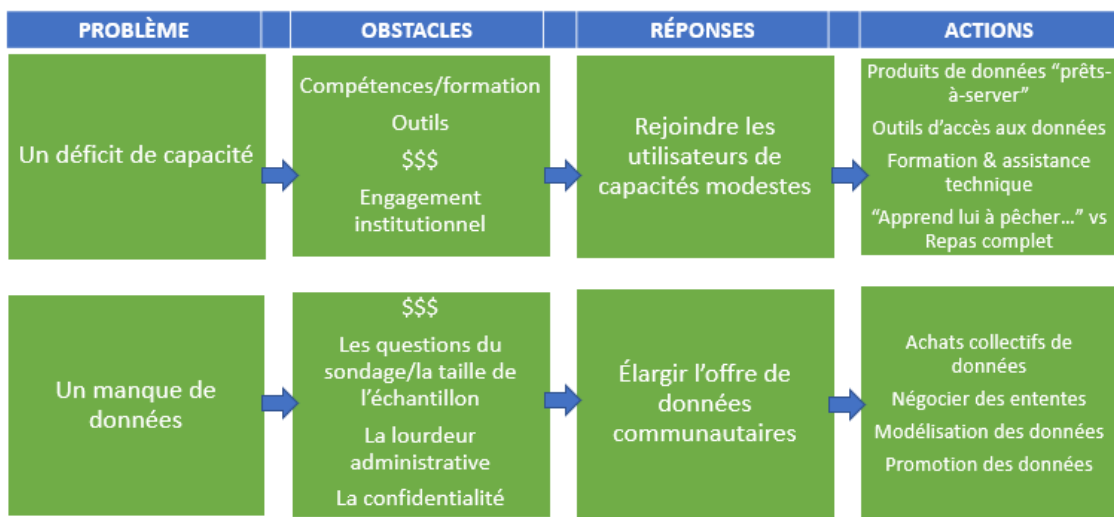 PROBLÈME
OBSTACLES
RÉPONSES
ACTIONS
Un déficit de capacité
Compétences/formation
Outils
$$$
Engagement
institutionnel
Rejoindre les
utilisateurs de
capacités modestes
Produits de données “prêts-
à-server”
Outils d’accès aux données
Formation & assistance
technique
“Apprend lui à pêcher…” vs
Repas complet
Un manque de
données
$$$
Les questions du
sondage/la taille de
l’échantillon
La lourdeur
administrative
La confidentialité
Élargir l’offre de
données
communautaires
Achats collectifs de
données
Négocier des ententes
Modélisation des données
Promotion des données